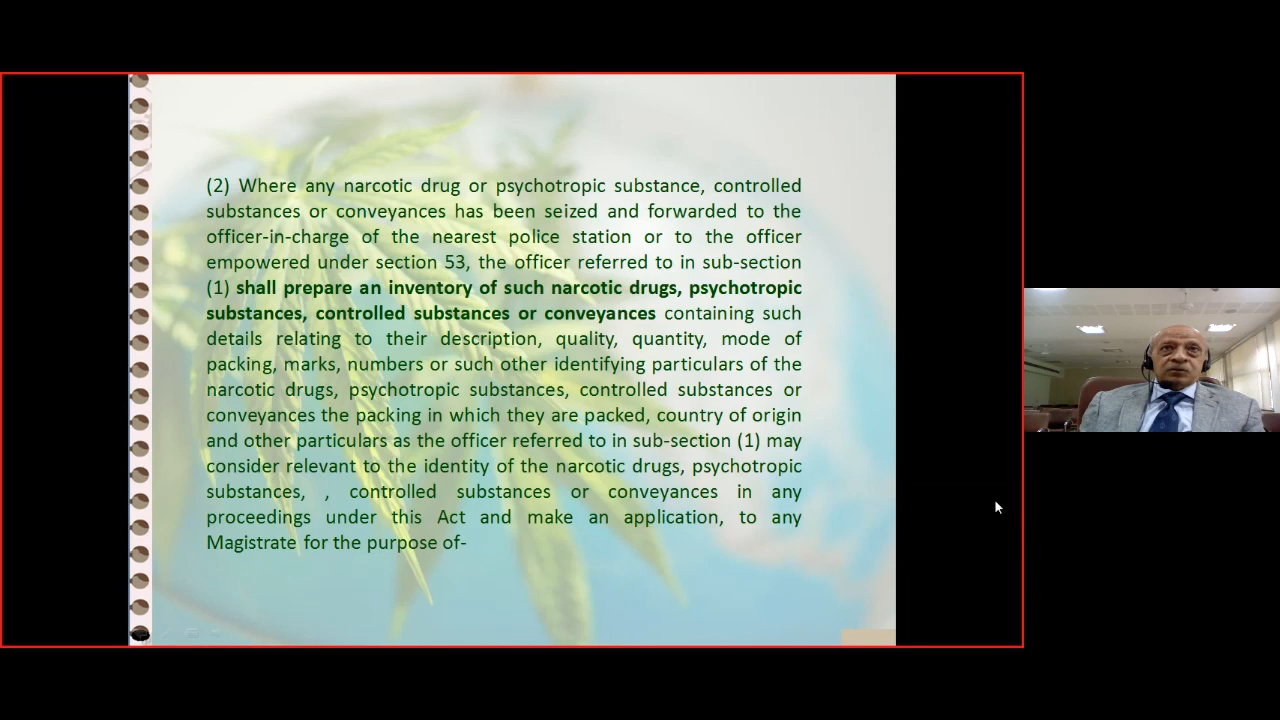 (2) Where any narcotic drug or psychotropic substance, controlled
substances or conveyances has been seized and forwarded to the
officer-in-charge of the nearest police station or to the officer
empowered under section 53, the officer referred to in sub-section
(1) shall prepare an inventory of such narcotic drugs, psychotropic
substances, controlled substances or conveyances containing such
details relating to their description, quality, quantity, mode of
packing, marks, numbers or such other identifying particulars of the
narcotic drugs, psychotropic substances, controlled substances or
conveyances the packing in which they are packed, country of origin
and other particulars as the officer referred to in sub-section (1) may
consider relevant to the identity of the narcotic drugs, psychotropic
substances, , controlled substances or conveyances in any
proceedings under this Act and make an application, to any
Magistrate for the purpose of-